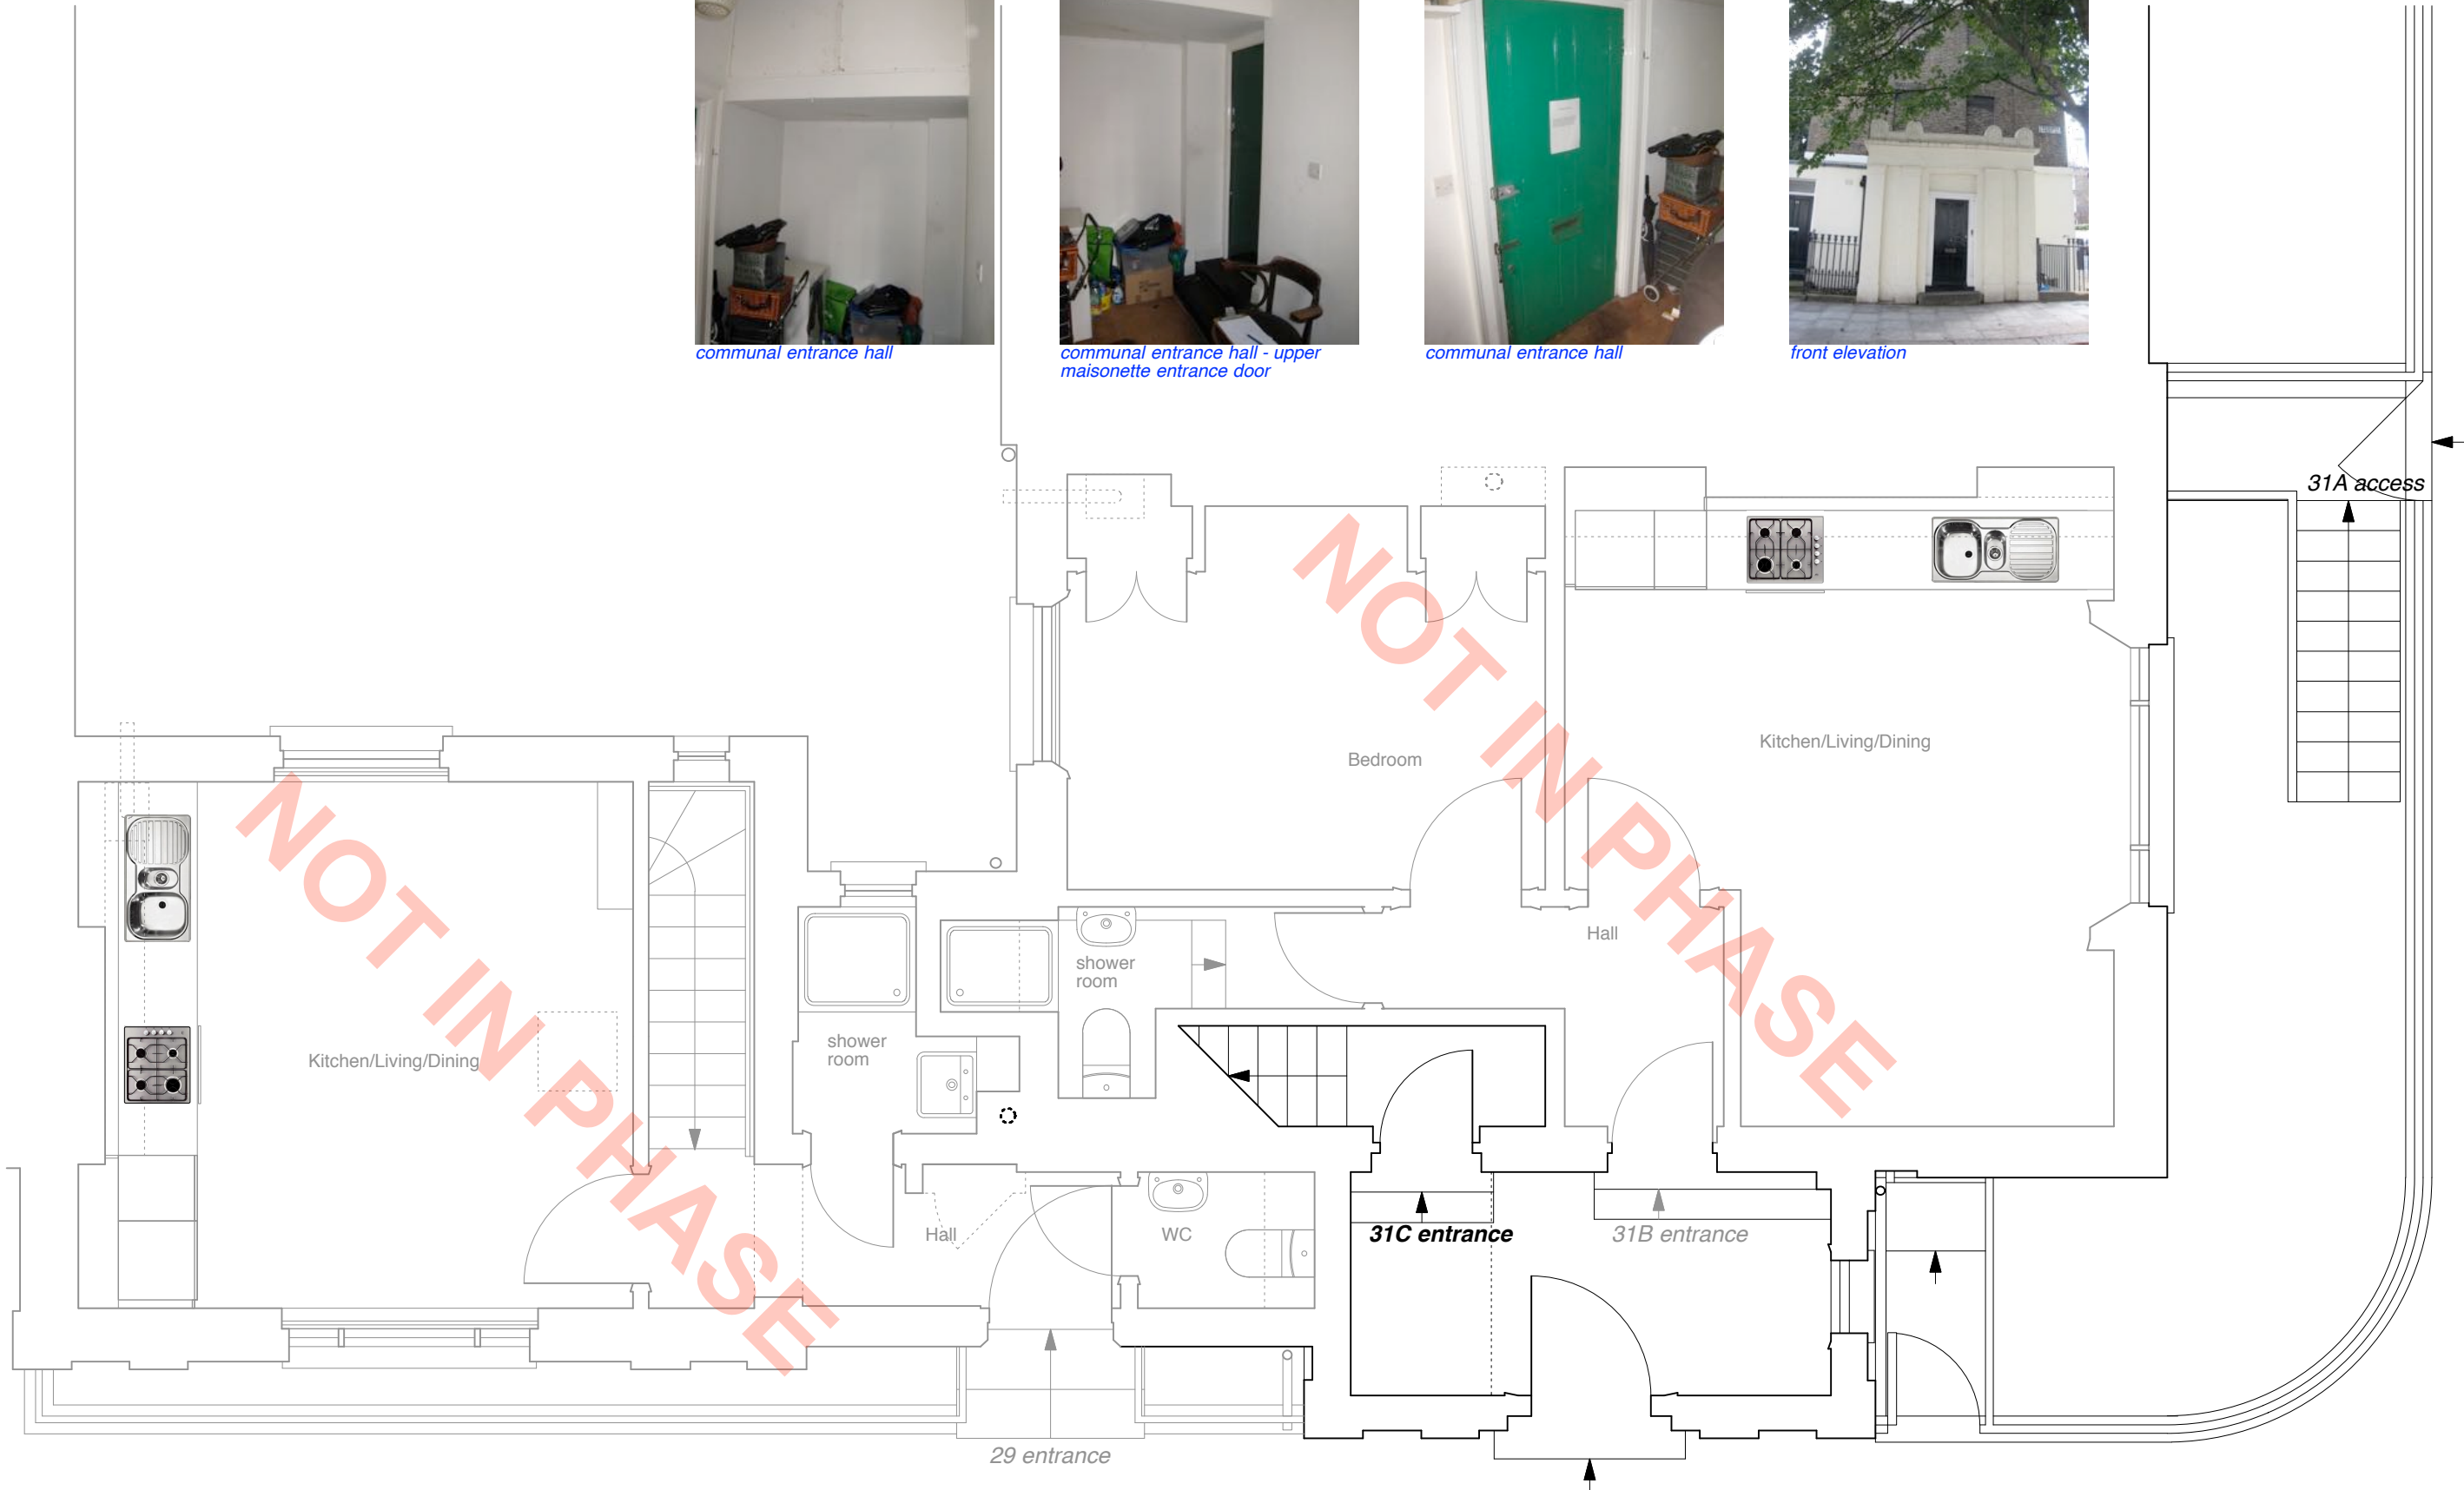 communal entrance hall
communal entrance hall - upper
maisonette entrance door
communal entrance hall
front elevation
31A access
NOT IN PHASE
Bedroom
Kitchen/Living/Dining
NOT IN PHASE
Hall
shower
room
shower
room
Kitchen/Living/Dining
Hall
WC
31C entrance
31B entrance
29 entrance